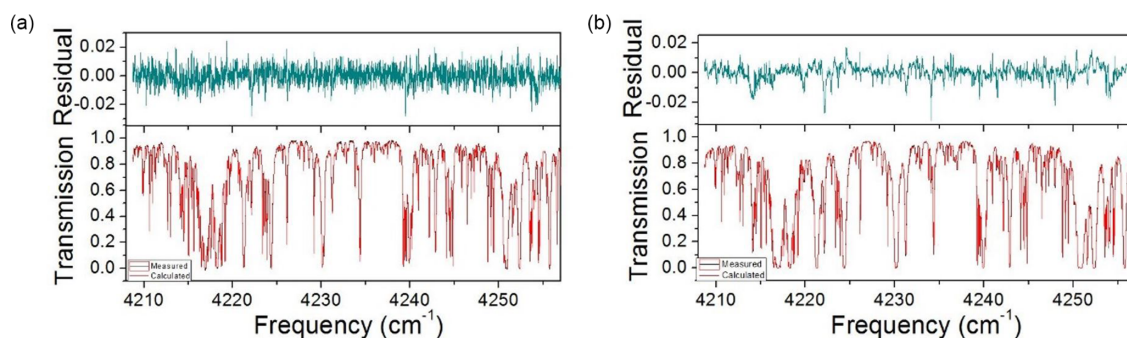 (a)
Residual
0.02
0.00
-0.02
Transmission
1.0
0.8
0.6
0.4
0.2
0.0
Measured
Calculated
4210 4220 4230 4240 4250
Frequency (cm-1)
(b)
Residual
0.02
0.00
-0.02
Transmission
1.0
0.8
0.6
0.4
0.2
0.0
Measured
Calculated
4210 4220 4230 4240 4250
Frequency (cm-1)